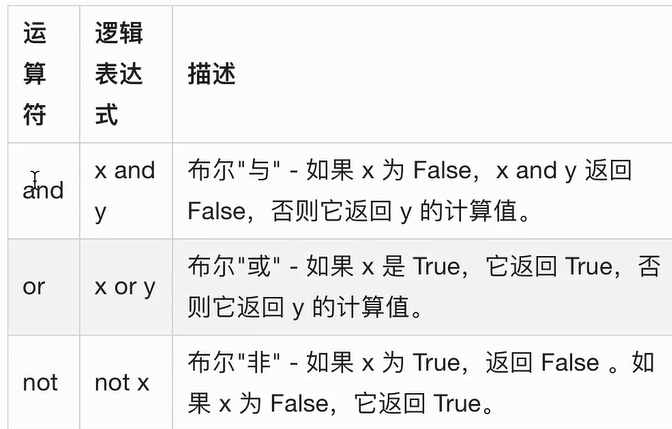 运算符 逻辑表达式 描述
and x and y 布尔"与" - 如果 x 为 False，x and y 返回
False，否则它返回 y 的计算值。
or x or y 布尔"或" - 如果 x 是 True，它返回 True，否
则它返回 y 的计算值。
not not x 布尔"非" - 如果 x 为 True，返回 False 。如
果 x 为 False，它返回 True。